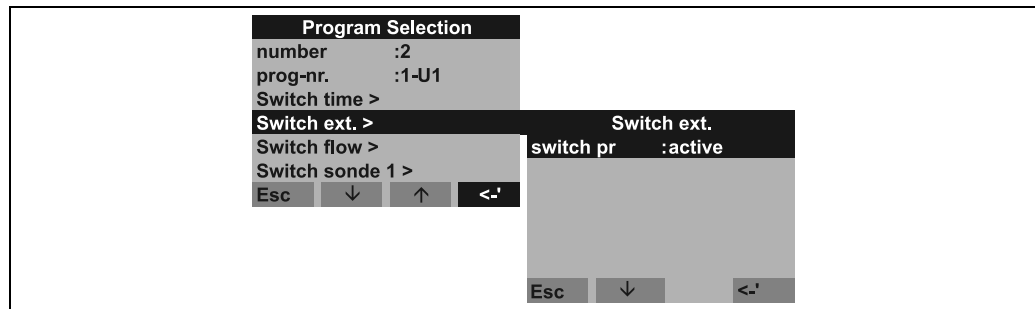 Program Selection
number :2
prog-nr. :1-U1
Switch time >
Switch ext. >
Switch flow >
Switch sonde 1 >
Esc ↓ ↑ <-'
Switch ext.
switch pr :active
Esc ↓ <-'